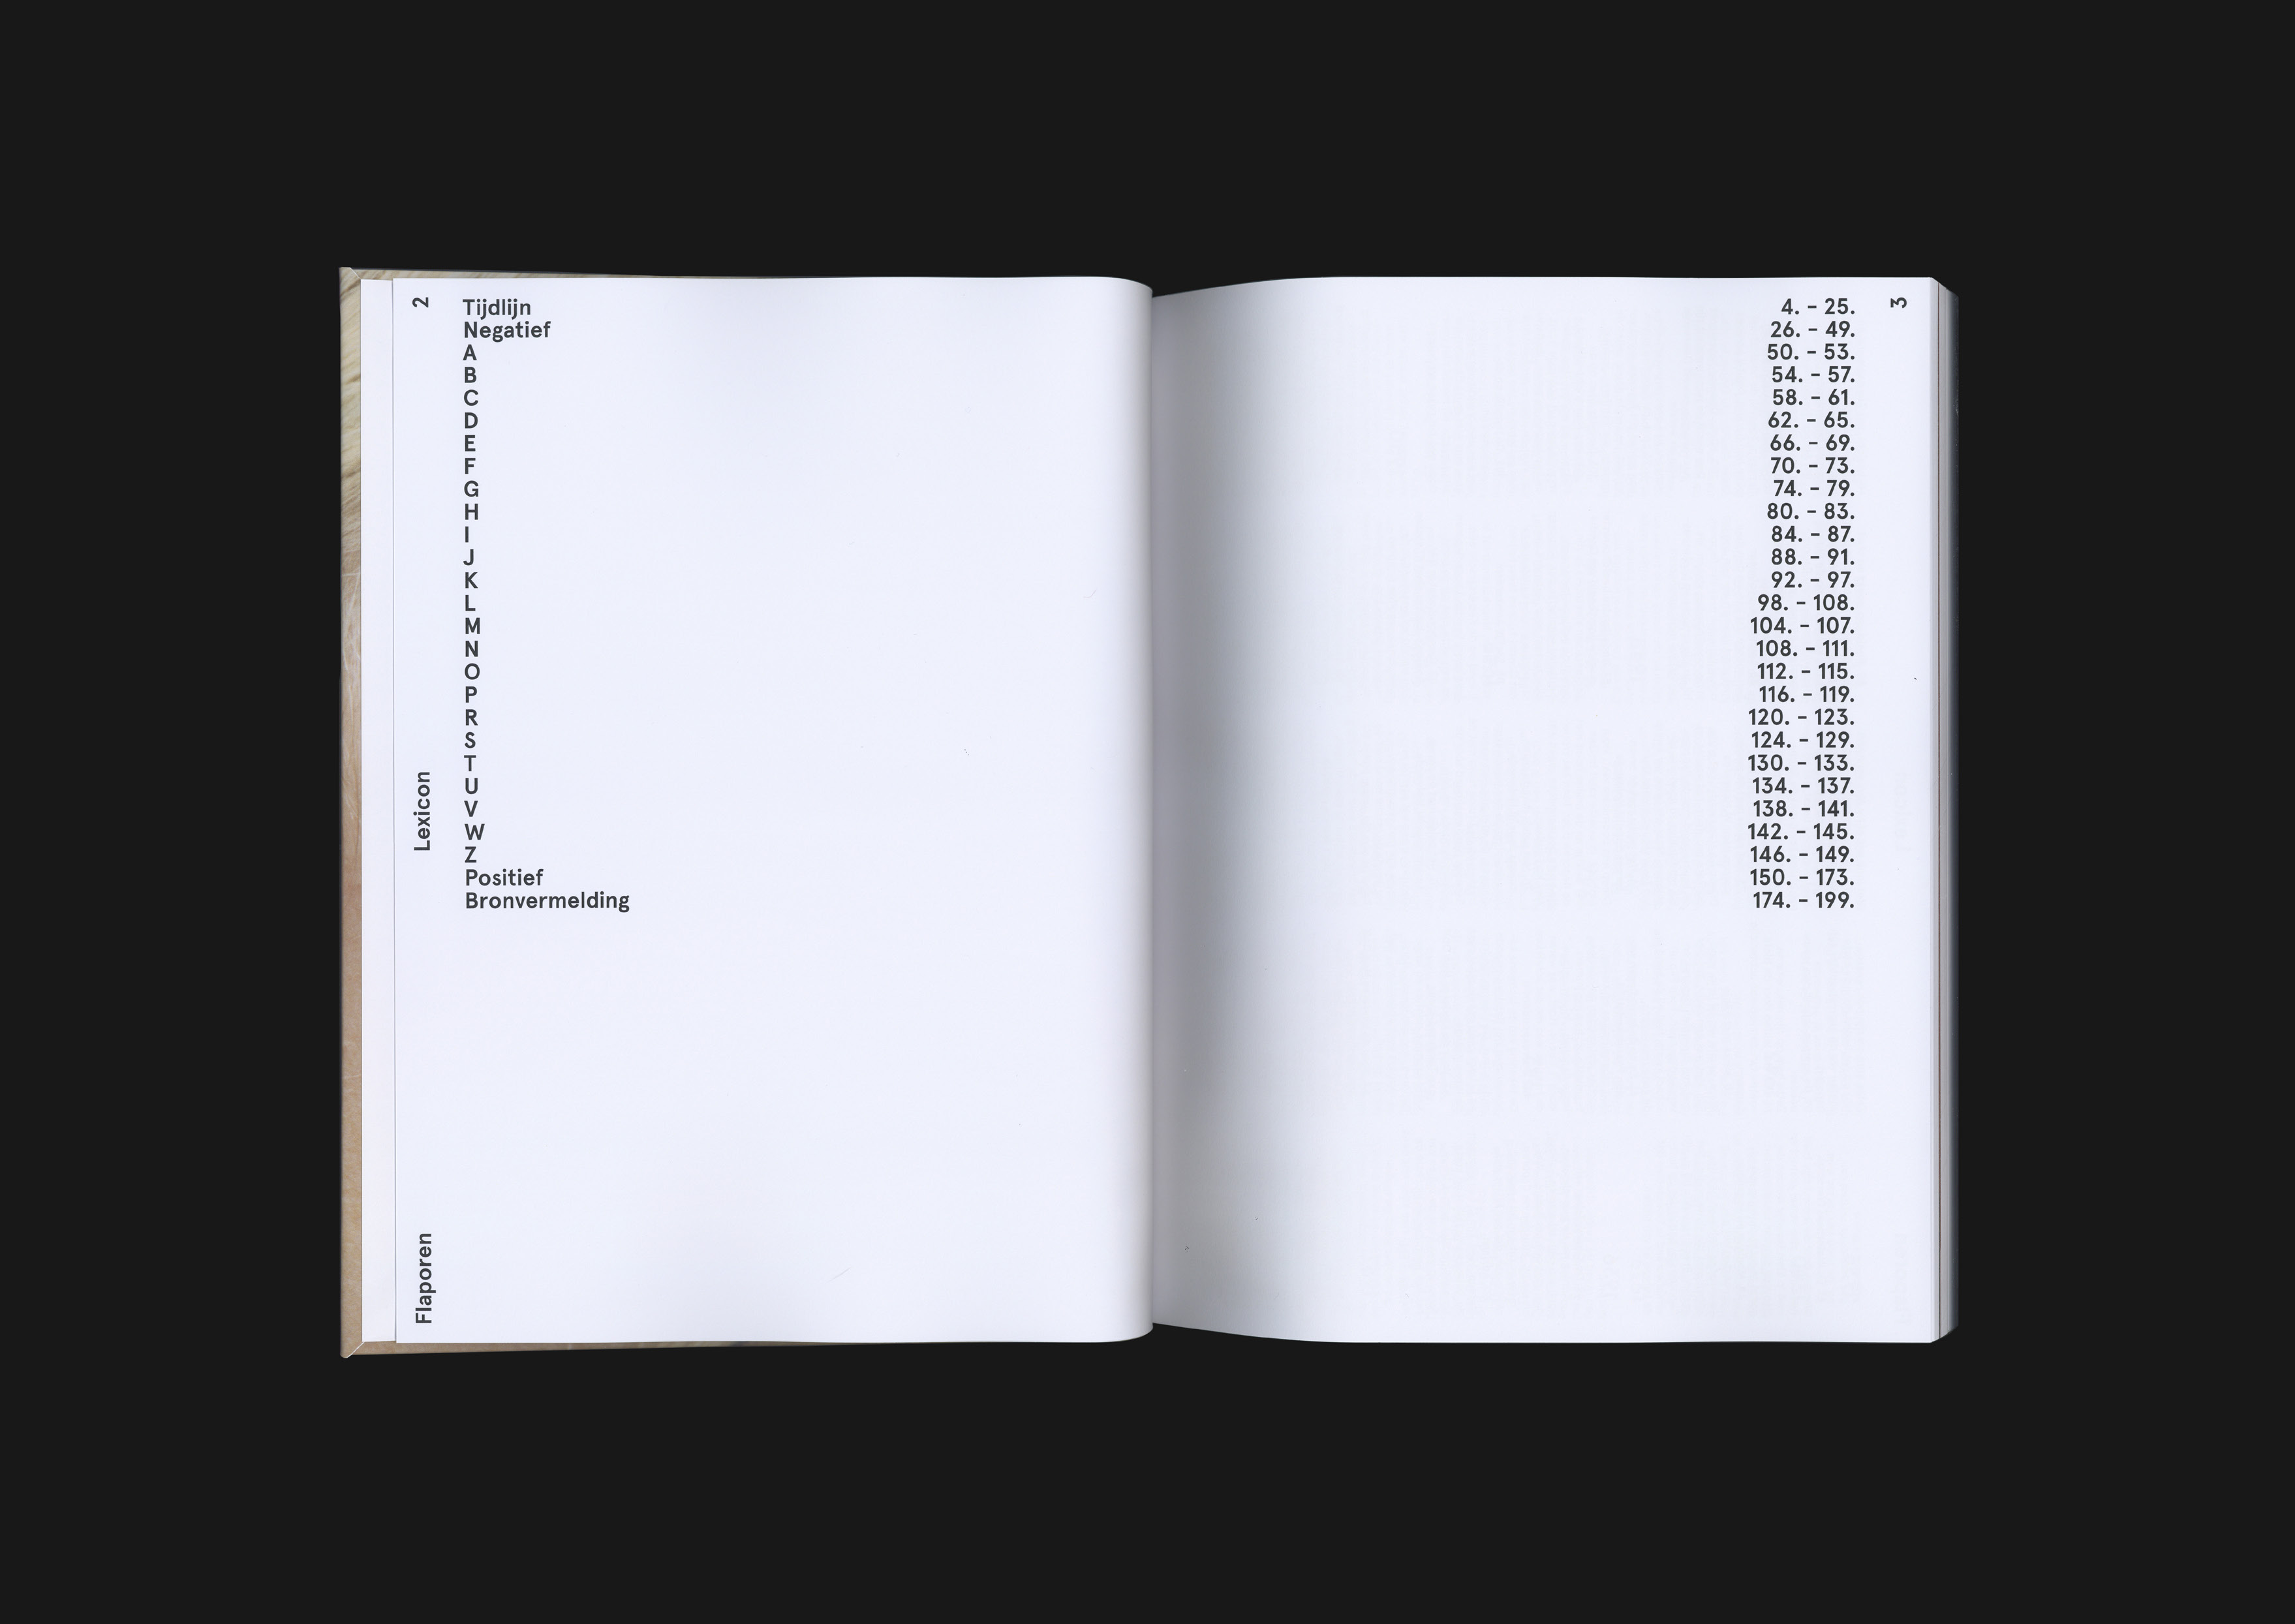 2
Tijdlijn
Negatief
A
B
C
D
E
F
G
H
I
J
K
L
M
N
O
P
R
S
T
U
V
W
Z
Positief
Bronvermelding
Lexicon
Flaporen
4. – 25.
26. – 49.
50. – 53.
54. – 57.
58. – 61.
62. – 65.
66. – 69.
70. – 73.
74. – 79.
80. – 83.
84. – 87.
88. – 91.
92. – 97.
98. – 108.
104. – 107.
108. – 111.
112. – 115.
116. – 119.
120. – 123.
124. – 129.
130. – 133.
134. – 137.
138. – 141.
142. – 145.
146. – 149.
150. – 173.
174. – 199.
3